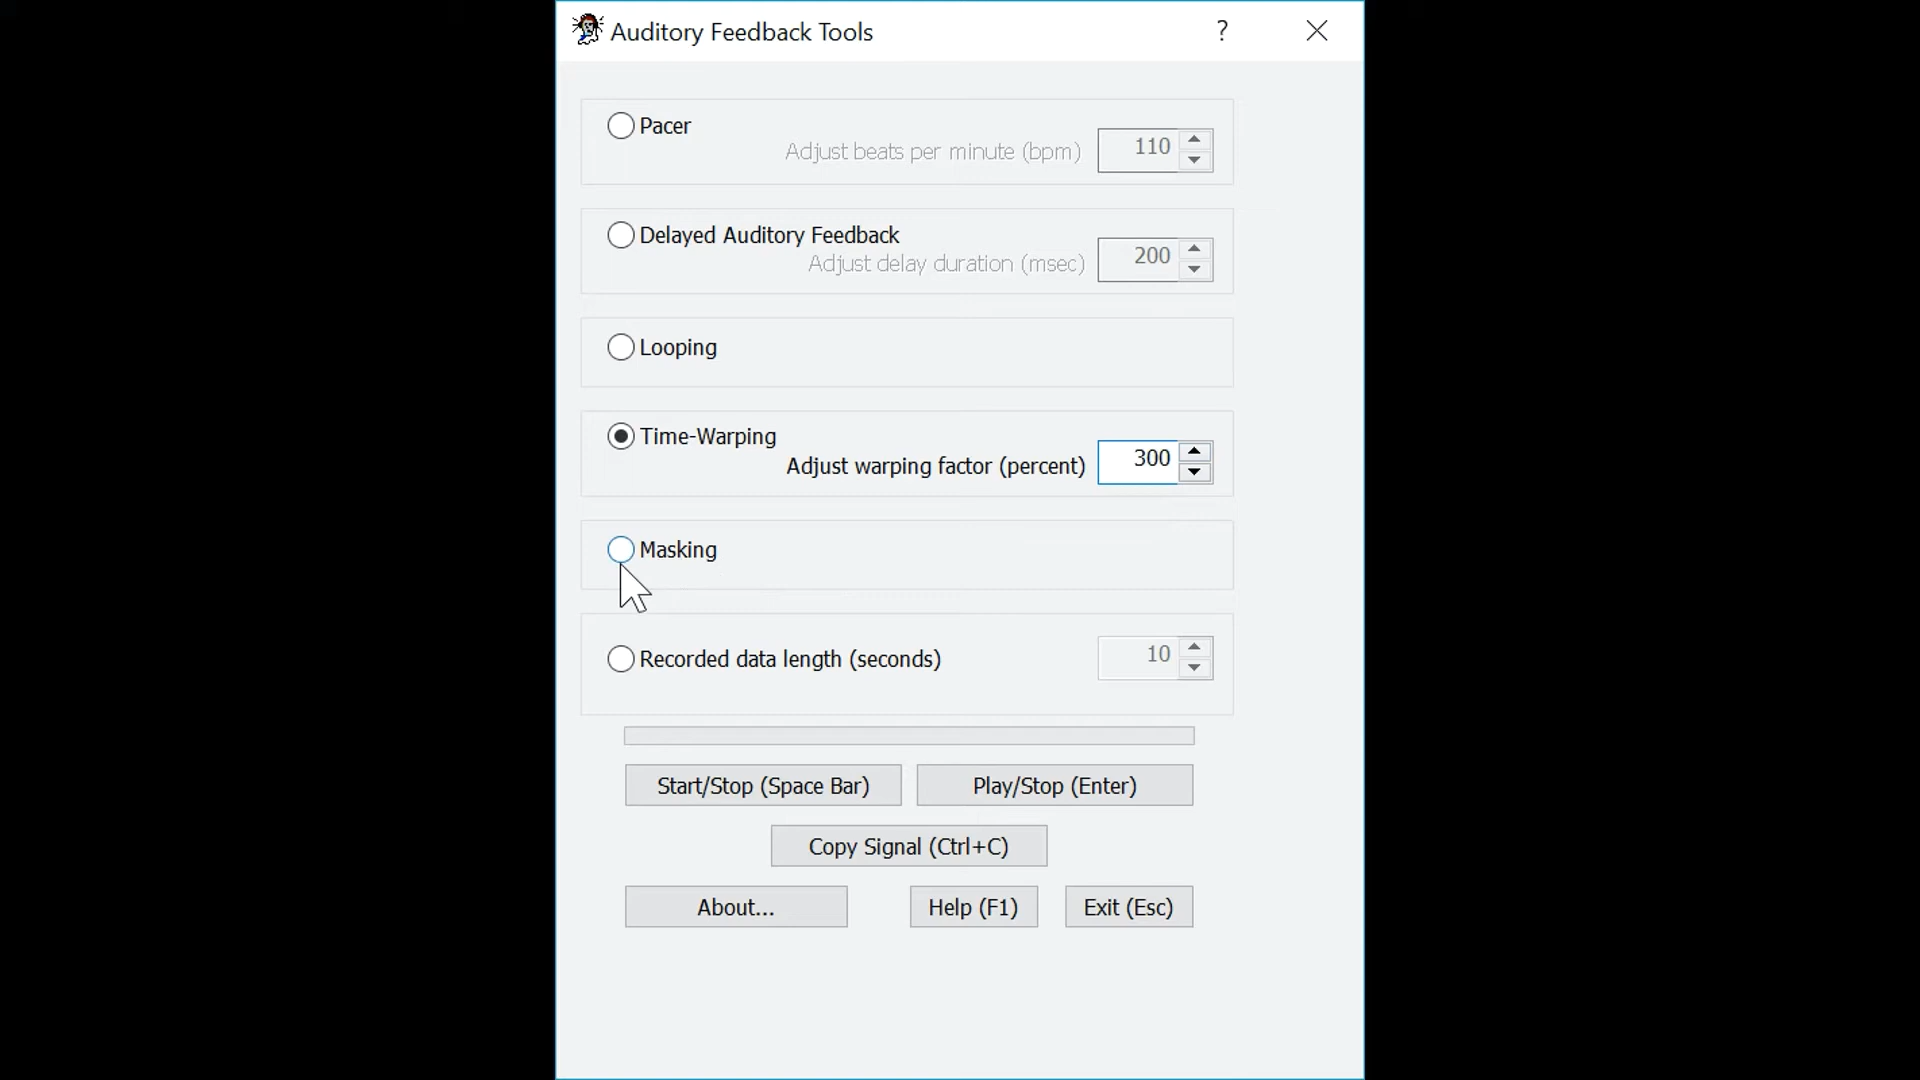 Auditory Feedback Tools ?
Pacer
Adjust beats per minute (bpm) 110
Delayed Auditory Feedback
Adjust delay duration (msec) 200
Looping
Time-Warping
Adjust warping factor (percent) 300
Masking
Recorded data length (seconds) 10
Start/Stop (Space Bar) Play/Stop (Enter)
Copy Signal (Ctrl+C)
About... Help (F1) Exit (Esc)